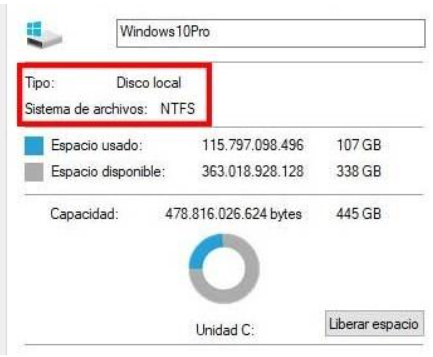 Windows10Pro
Tipo: Disco local
Sistema de archivos: NTFS
Espacio usado: 115.797.098.496 107 GB
Espacio disponible: 363.018.928.128 338 GB
Capacidad: 478.816.026.624 bytes 445 GB
Unidad C: Liberar espacio